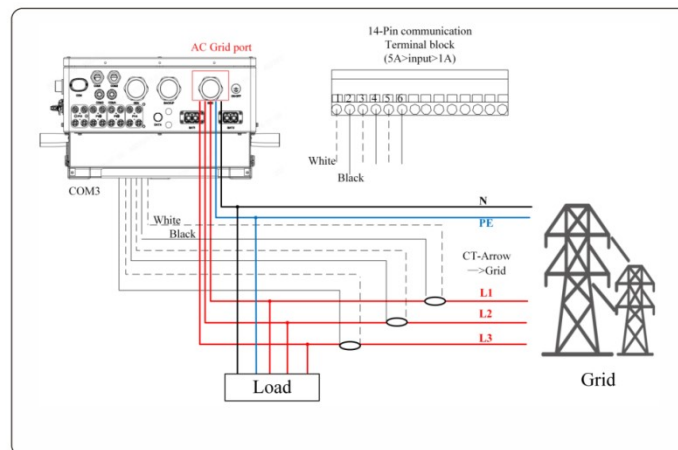 AC Grid port
14-Pin communication
Terminal block
(5A>input>1A)
1 2 3 4 5 6
White
Black
COM3
White
Black
N
PE
CT-Arrow
—>Grid
L1
L2
L3
Load
Grid